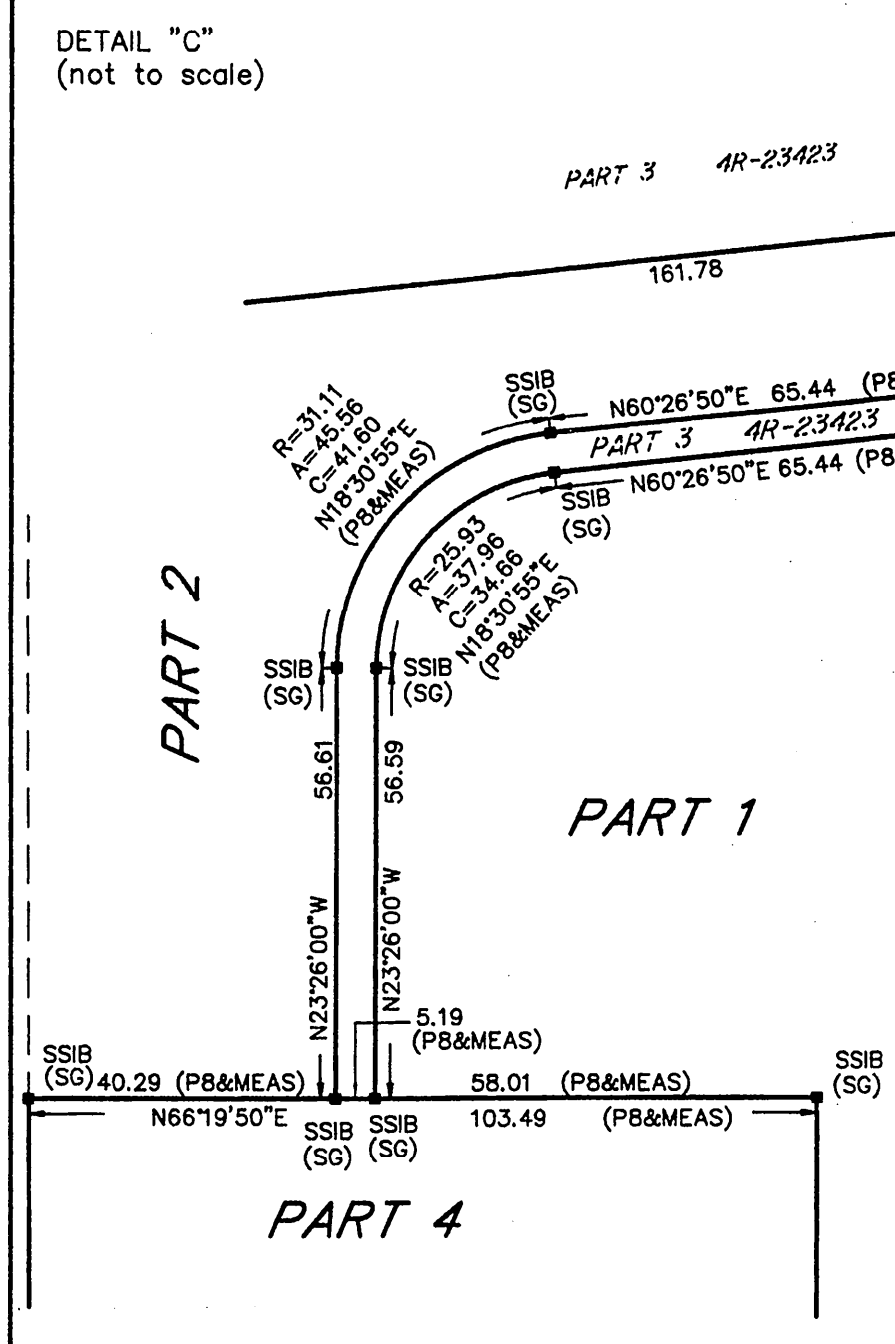 DETAIL "C"
(not to scale)
PART 3 4R-23423
161.78
SSIB
(SG)
N60°26'50"E 65.44 (P8
PART 3 4R-23423
N60°26'50"E 65.44 (P8
SSIB
(SG)
R=31.11
A=45.56
C=41.60
N18°30'55"E
(P8&MEAS)
R=25.93
A=37.96
C=34.66
N18°30'55"E
(P8&MEAS)
PART 2
SSIB
(SG)
SSIB
(SG)
56.61
56.59
PART 1
N23°26'00"W
N23°26'00"W
5.19
(P8&MEAS)
SSIB
(SG)
40.29 (P8&MEAS)
58.01 (P8&MEAS)
SSIB
(SG)
N66°19'50"E
103.49 (P8&MEAS)
SSIB
(SG)
SSIB
(SG)
PART 4